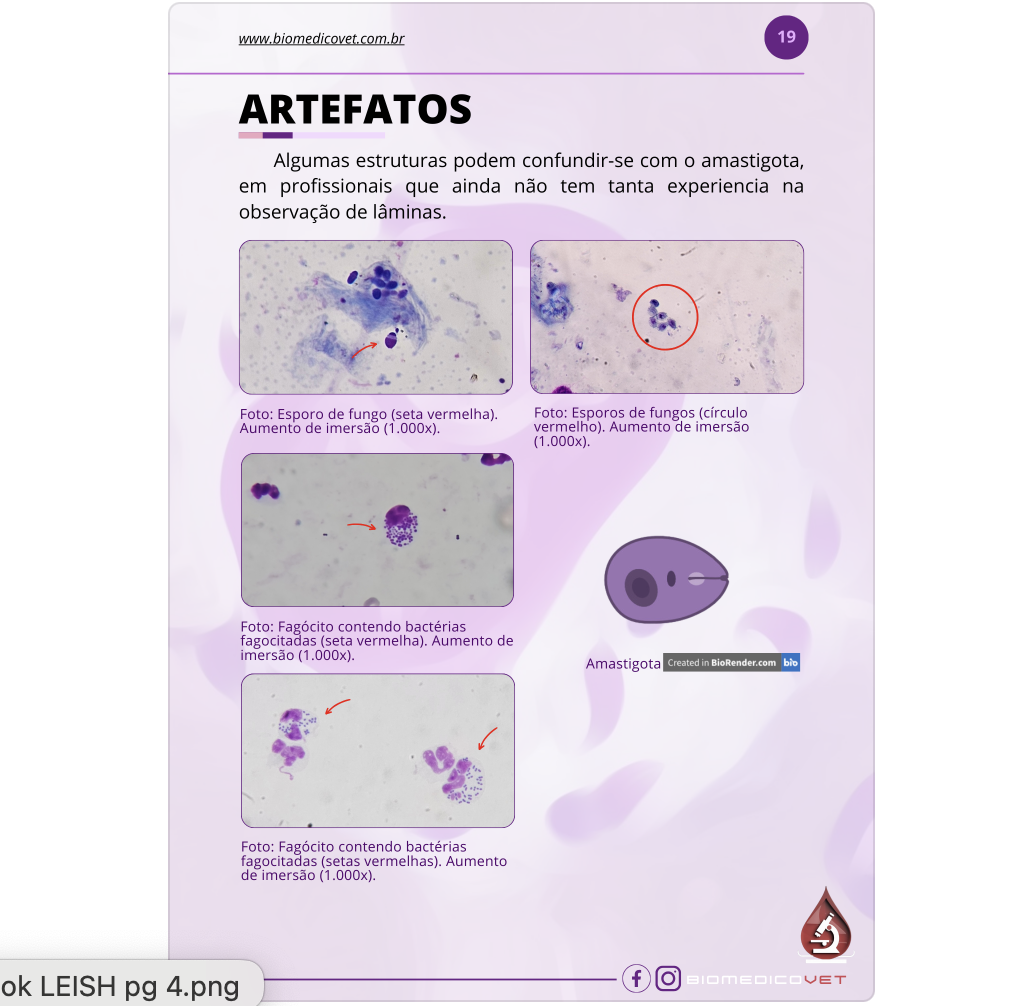 www.biomedicovet.com.br
19
ARTEFATOS
Algumas estruturas podem confundir-se com o amastigota,
em profissionais que ainda não tem tanta experiencia na
observação de lâminas.
Foto: Esporo de fungo (seta vermelha).
Aumento de imersão (1.000x).
Foto: Esporos de fungos (círculo
vermelho). Aumento de imersão
(1.000x).
Foto: Fagócito contendo bactérias
fagocitadas (seta vermelha). Aumento de
imersão (1.000x).
Amastigota
Created in BioRender.com bio
Foto: Fagócito contendo bactérias
fagocitadas (setas vermelhas). Aumento
de imersão (1.000x).
BIOMEDICOVET
ok LEISH pg 4.png